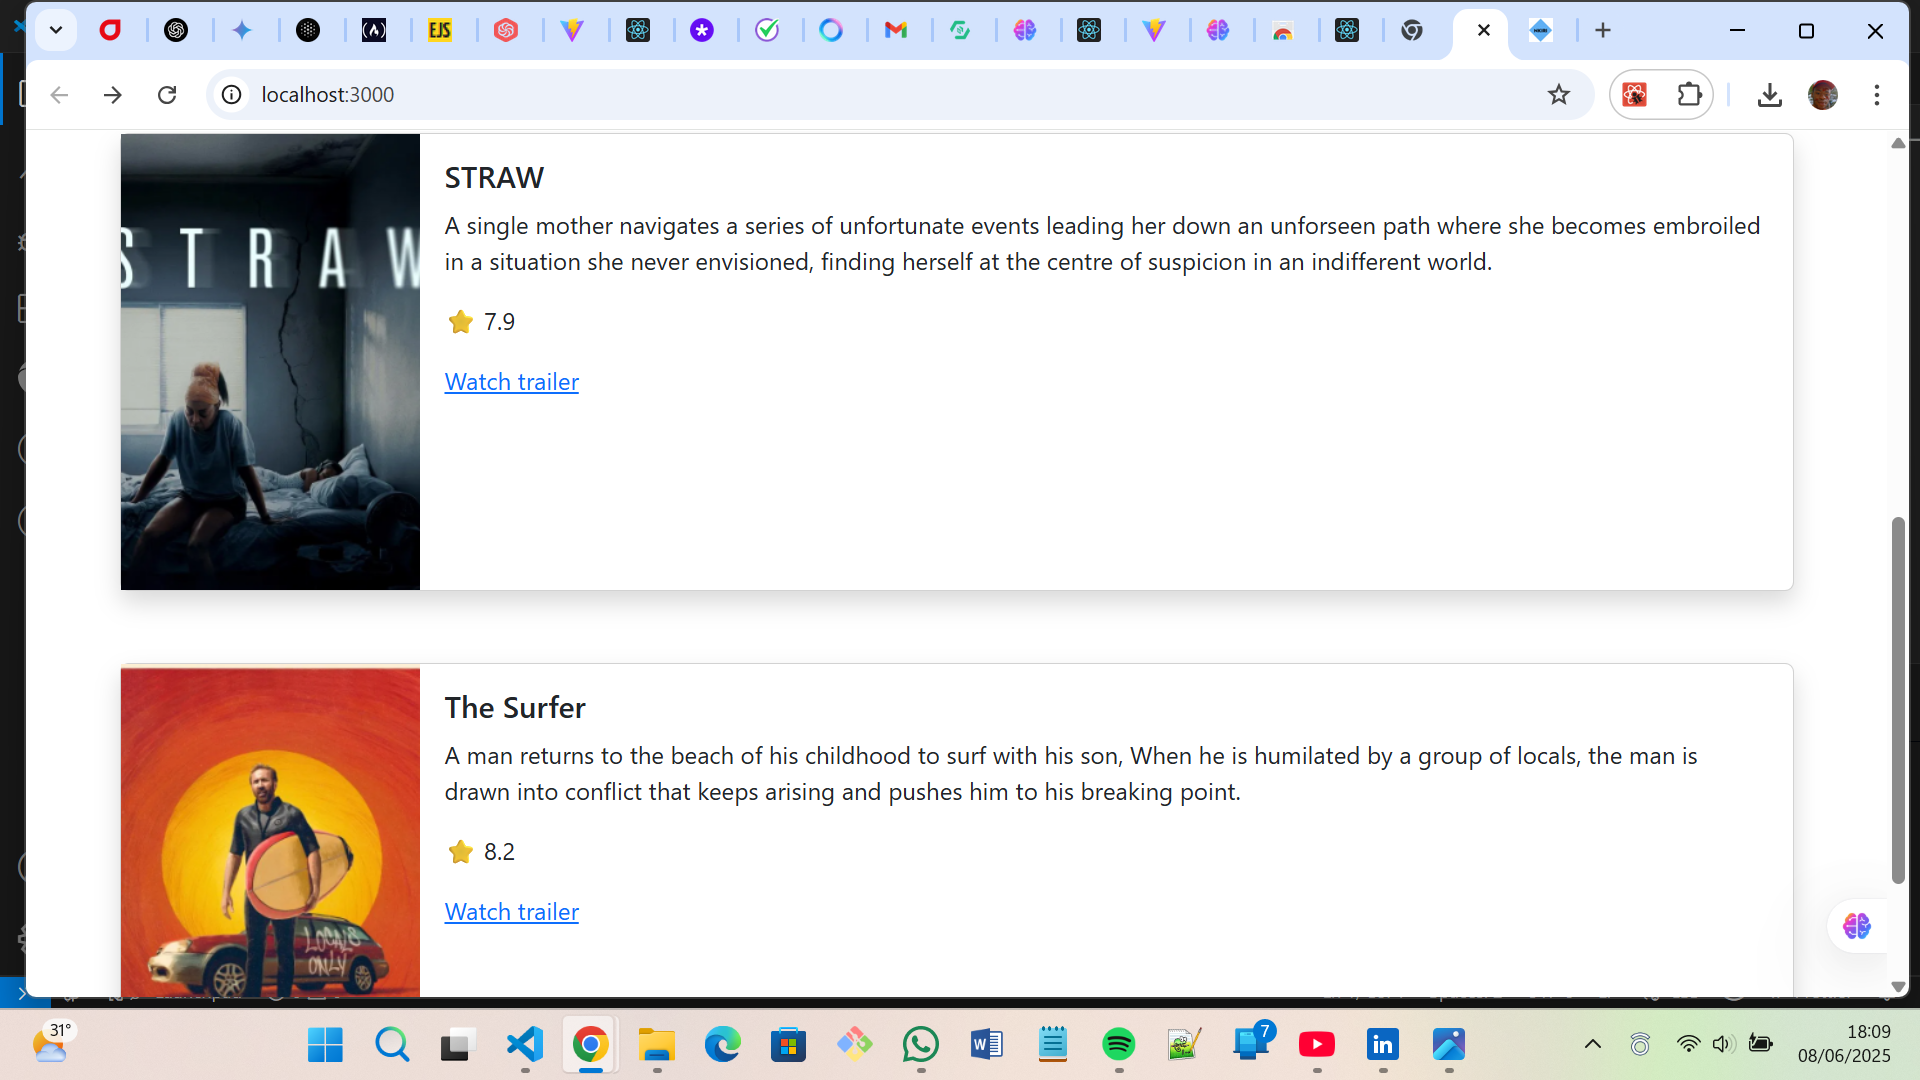 EJS
localhost:3000
STRAW
STRAW
A single mother navigates a series of unfortunate events leading her down an unforseen path where she becomes embroiled
in a situation she never envisioned, finding herself at the centre of suspicion in an indifferent world.
7.9
Watch trailer
The Surfer
A man returns to the beach of his childhood to surf with his son, When he is humilated by a group of locals, the man is
drawn into conflict that keeps arising and pushes him to his breaking point.
8.2
Watch trailer
LOCALS
ONLY
31°
7
18:09
08/06/2025